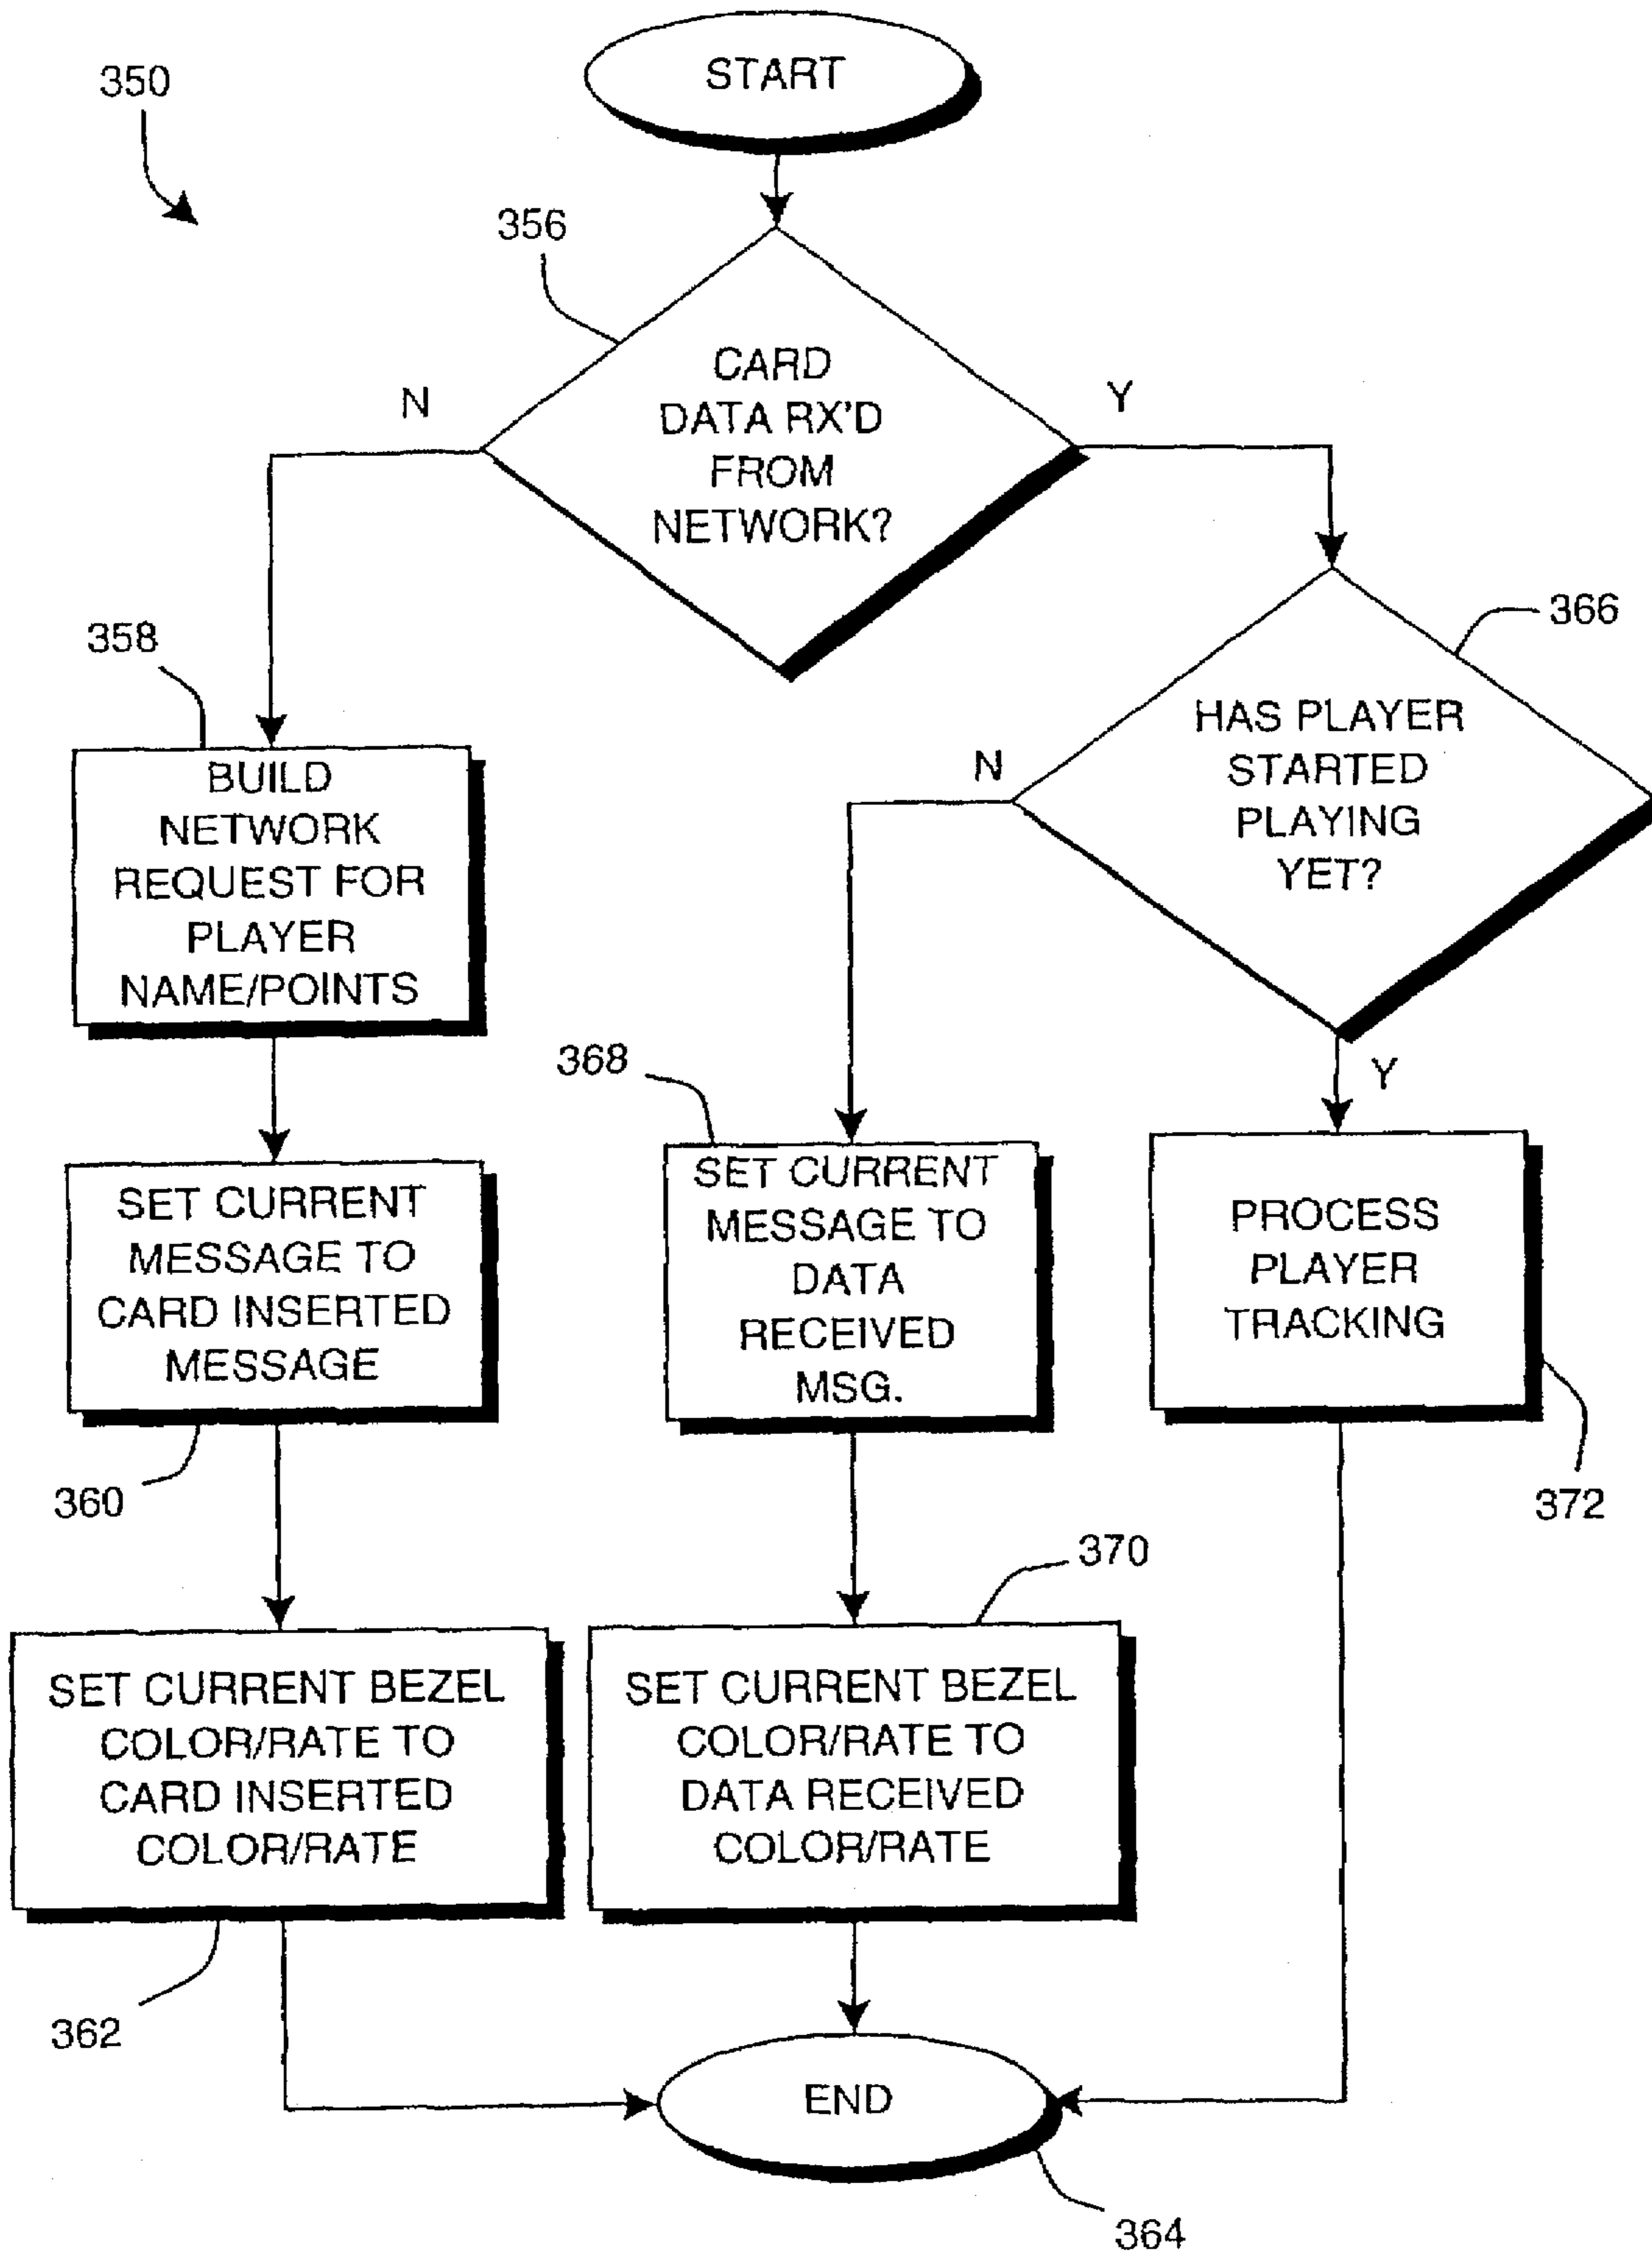 START
350
356
CARD
DATA RX'D
FROM
NETWORK?
N
Y
366
HAS PLAYER
STARTED
PLAYING
YET?
N
Y
358
BUILD
NETWORK
REQUEST FOR
PLAYER
NAME/POINTS
SET CURRENT
MESSAGE TO
CARD INSERTED
MESSAGE
360
368
SET CURRENT
MESSAGE TO
DATA
RECEIVED
MSG.
PROCESS
PLAYER
TRACKING
372
SET CURRENT BEZEL
COLOR/RATE TO
CARD INSERTED
COLOR/RATE
362
370
SET CURRENT BEZEL
COLOR/RATE TO
DATA RECEIVED
COLOR/RATE
END
364